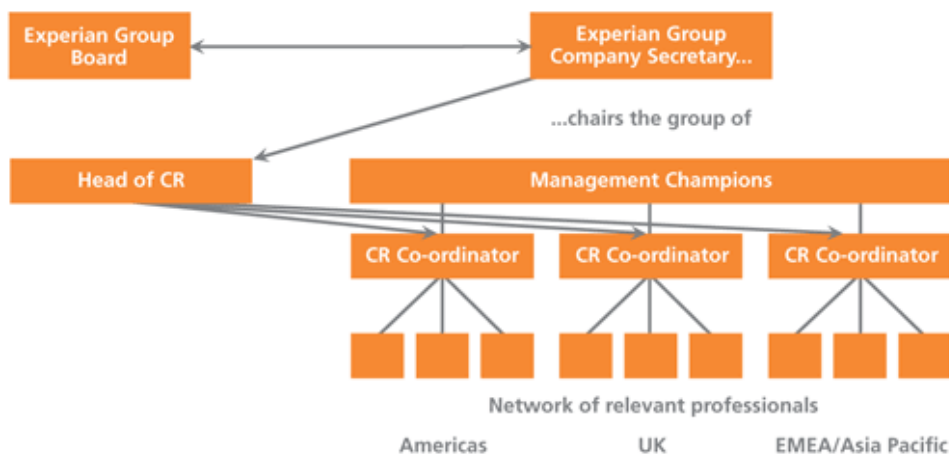 Experian Group
Board
Experian Group
Company Secretary...
...chairs the group of
Head of CR
Management Champions
CR Co-ordinator
CR Co-ordinator
CR Co-ordinator
Network of relevant professionals
Americas
UK
EMEA/Asia Pacific